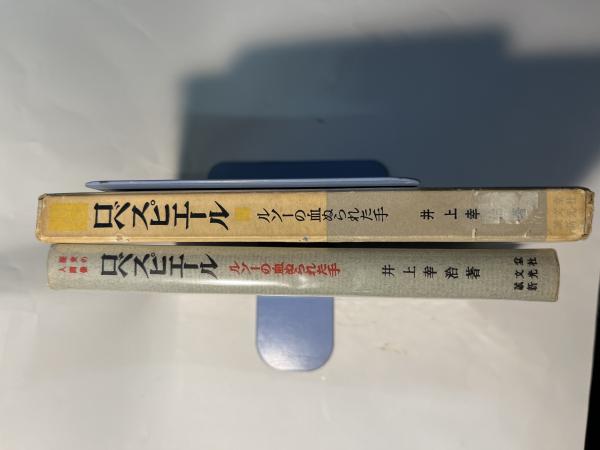 ロベスピエール
ルソーの血ぬられた手
井上幸
歴史の
人間像
ロベスピエール
ルソーの血ぬられた手
井上幸治著
誠文堂
新光社